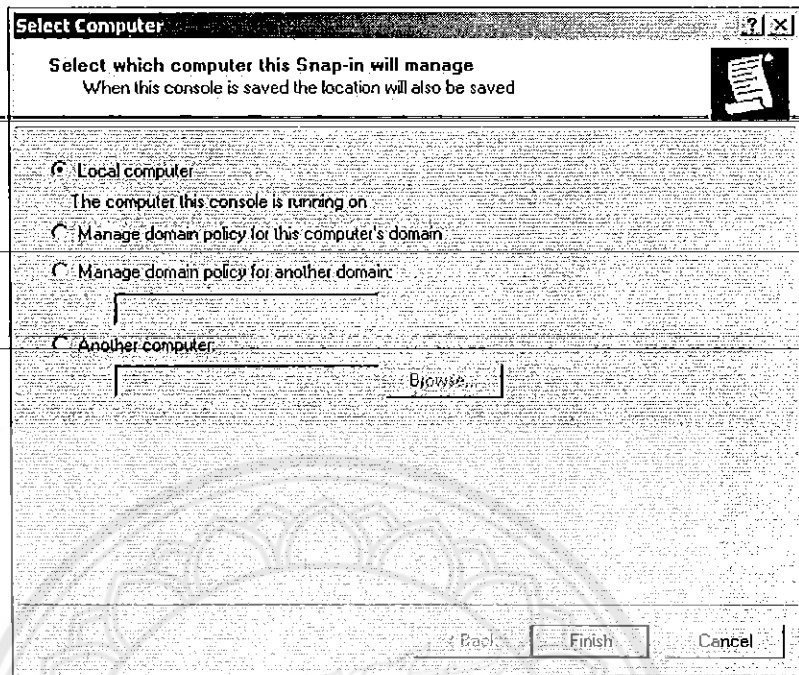 Select Computer
Select which computer this Snap-in will manage
When this console is saved the location will also be saved
Local computer
The computer this console is running on
Manage domain policy for this computer's domain
Manage domain policy for another domain:
Another computer:
Browse...
< Back
Finish
Cancel